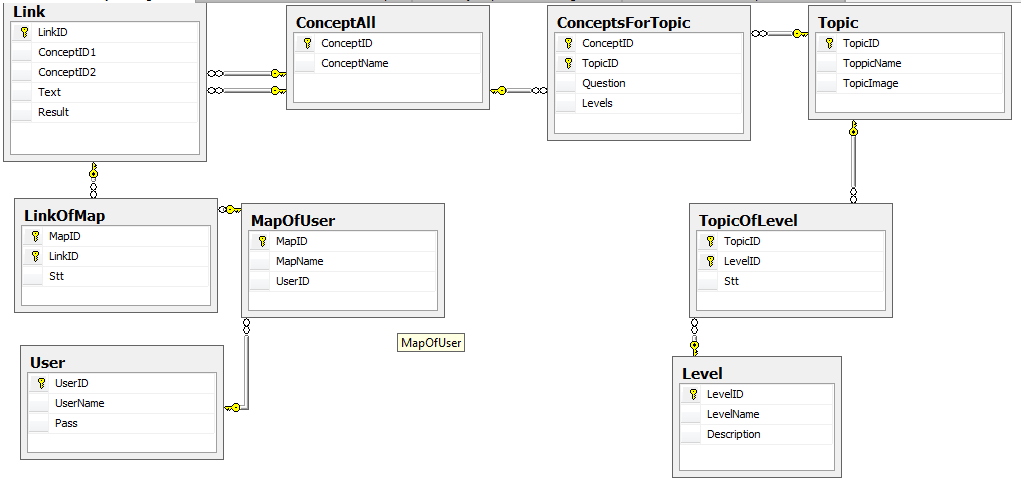 Link
LinkID
ConceptID1
ConceptID2
Text
Result
ConceptAll
ConceptID
ConceptName
ConceptsForTopic
ConceptID
TopicID
Question
Levels
Topic
TopicID
ToppicName
TopicImage
LinkOfMap
MapID
LinkID
Stt
MapOfUser
MapID
MapName
UserID
MapOfUser
TopicOfLevel
TopicID
LevelID
Stt
User
UserID
UserName
Pass
Level
LevelID
LevelName
Description